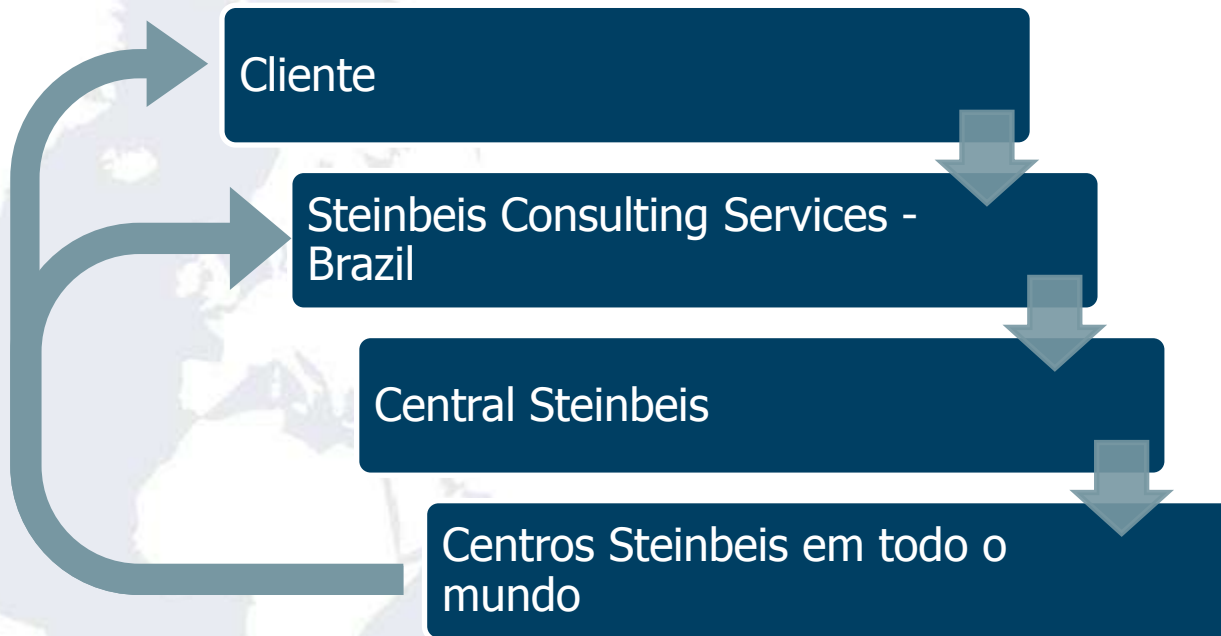 Cliente
Steinbeis Consulting Services -
Brazil
Central Steinbeis
Centros Steinbeis em todo o
mundo